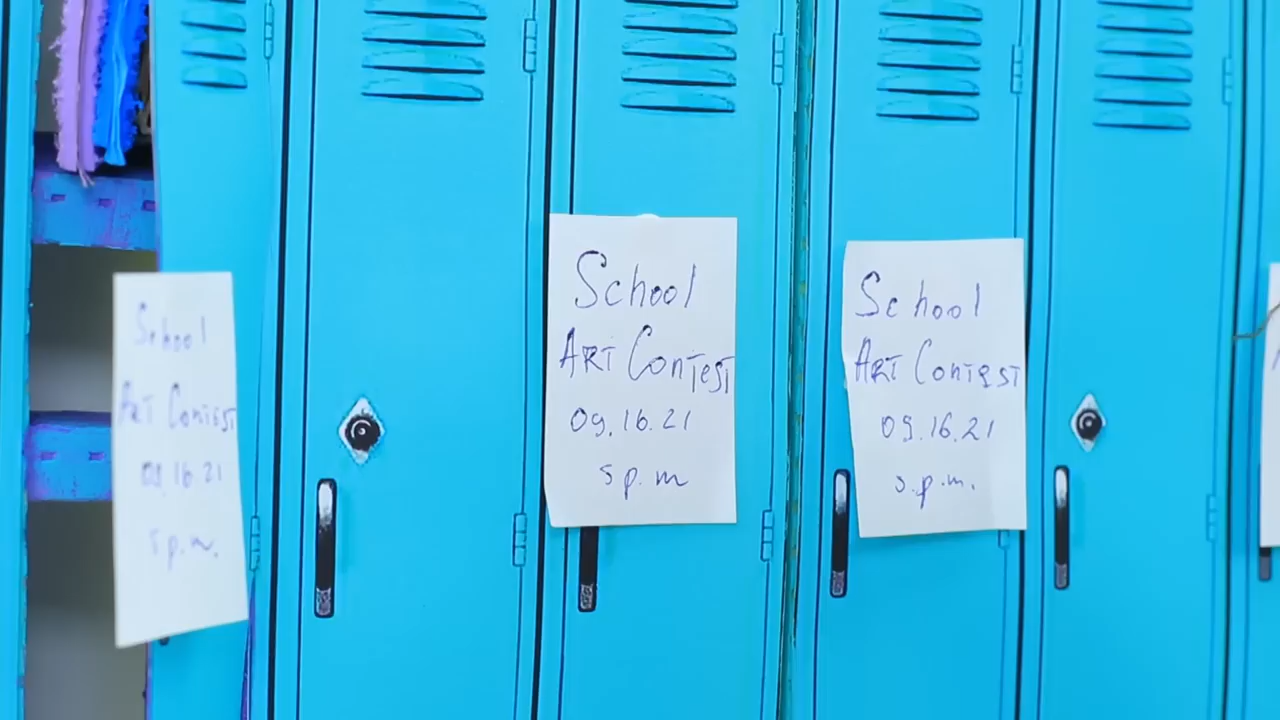 School
ART Contest
09.16.21
5 p.m.
School
ART Contest
09.16.21
5 p.m
School
ART Contest
09.16.21
5.p.m.